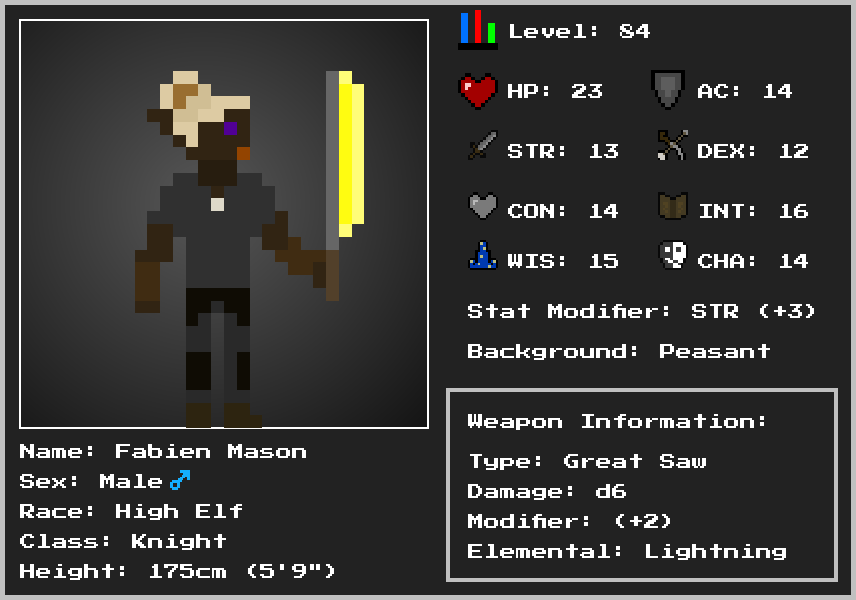 Level: 84
HP: 23
AC: 14
STR: 13
DEX: 12
CON: 14
INT: 16
WIS: 15
CHA: 14
Stat Modifier: STR (+3)
Background: Peasant
Weapon Information:
Type: Great Saw
Damage: d6
Modifier: (+2)
Elemental: Lightning
Name: Fabien Mason
Sex: Male♂
Race: High Elf
Class: Knight
Height: 175cm (5'9")